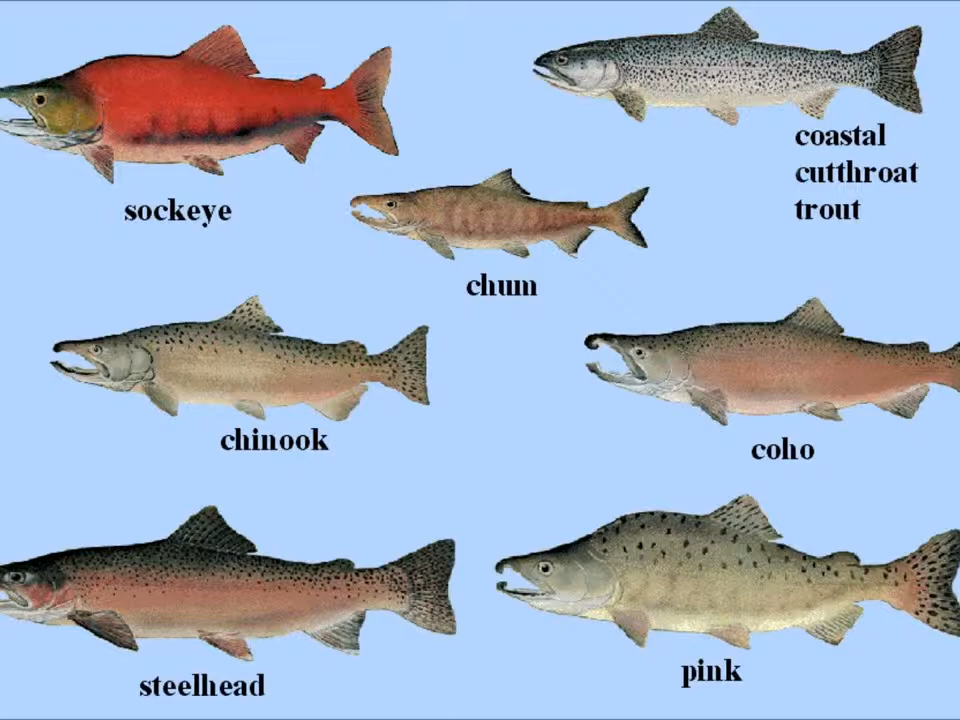 sockeye
coastal
cutthroat
trout
chum
chinook
coho
steelhead
pink